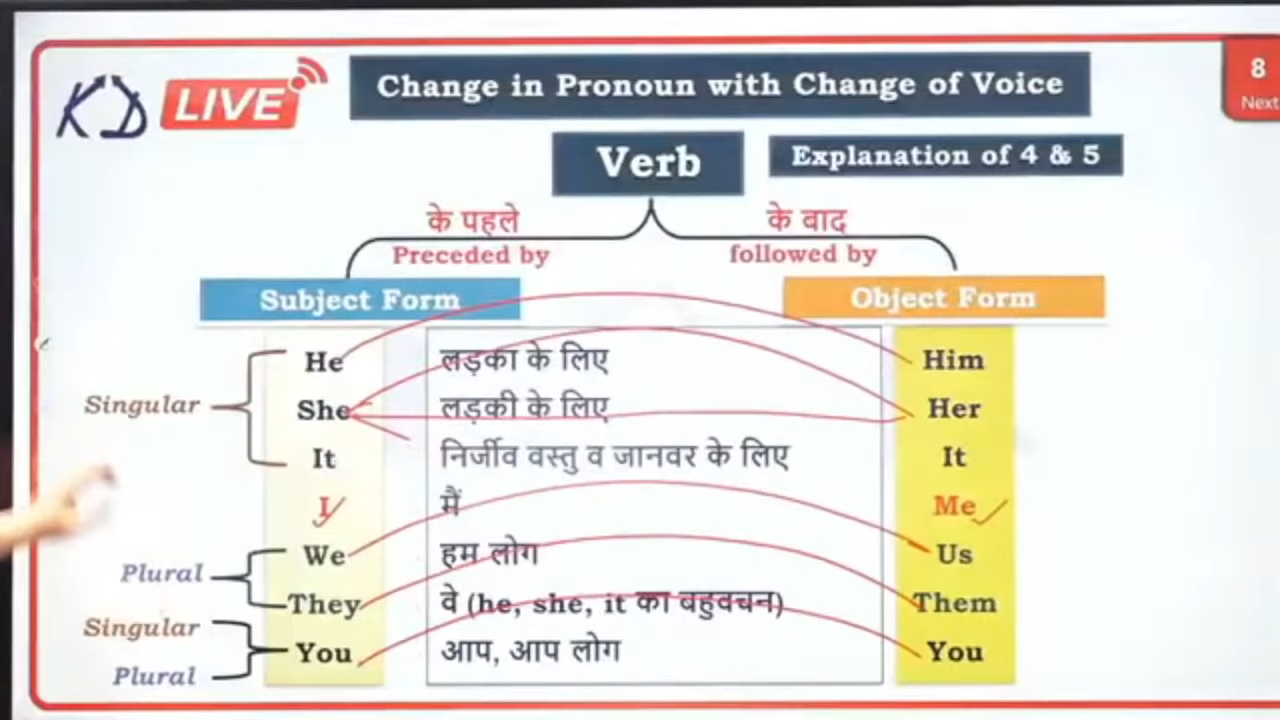 KD LIVE
Change in Pronoun with Change of Voice
8
Next
Verb
Explanation of 4 & 5
के पहले
के बाद
Preceded by
followed by
Subject Form
Object Form
He लड़का के लिए Him
Singular
She लड़की के लिए Her
It निर्जीव वस्तु व जानवर के लिए It
I मैं Me
We हम लोग Us
Plural
They वे (he, she, it का बहुवचन) Them
Singular
You आप, आप लोग You
Plural